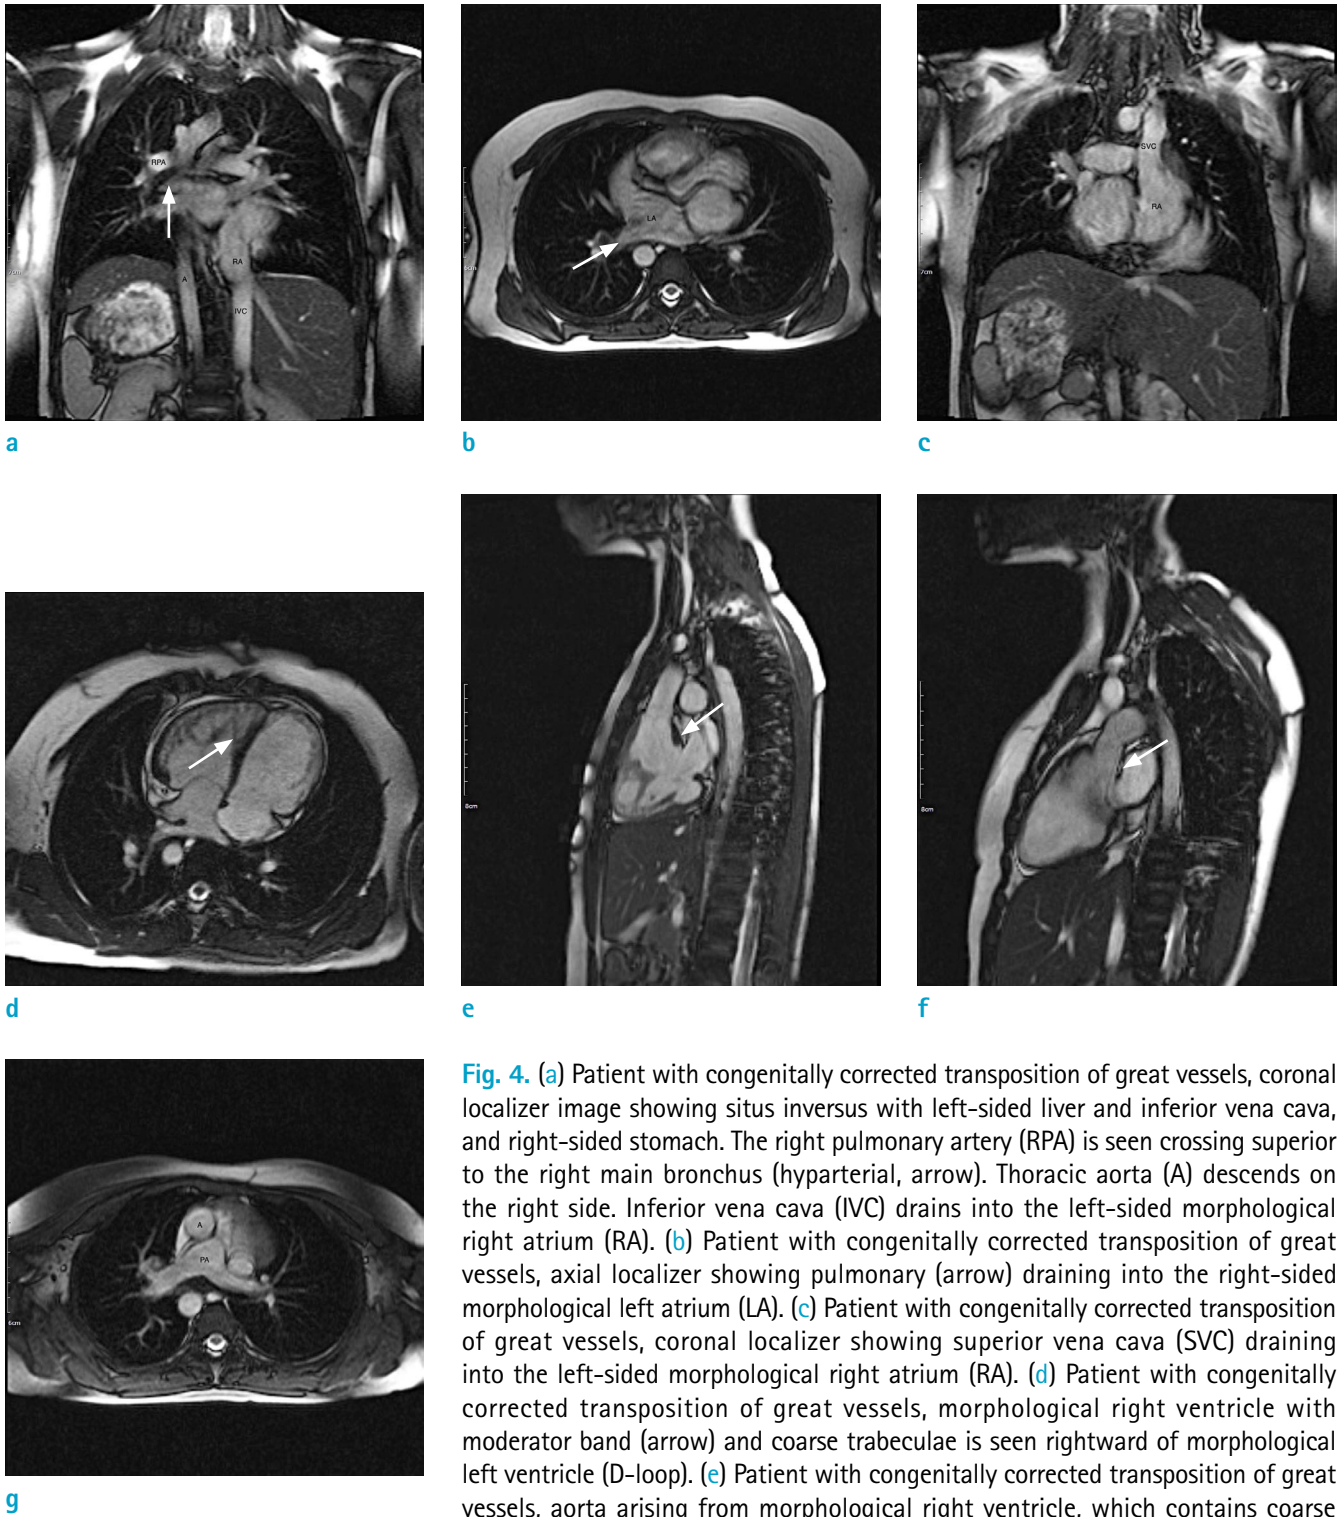 RPA
A
RA
IVC
7cm
a
LA
6cm
b
SVC
RA
7cm
c
d
8cm
e
8cm
f
A
PA
6cm
g
Fig. 4. (a) Patient with congenitally corrected transposition of great vessels, coronal
localizer image showing situs inversus with left-sided liver and inferior vena cava,
and right-sided stomach. The right pulmonary artery (RPA) is seen crossing superior
to the right main bronchus (hyparterial, arrow). Thoracic aorta (A) descends on
the right side. Inferior vena cava (IVC) drains into the left-sided morphological
right atrium (RA). (b) Patient with congenitally corrected transposition of great
vessels, axial localizer showing pulmonary (arrow) draining into the right-sided
morphological left atrium (LA). (c) Patient with congenitally corrected transposition
of great vessels, coronal localizer showing superior vena cava (SVC) draining
into the left-sided morphological right atrium (RA). (d) Patient with congenitally
corrected transposition of great vessels, morphological right ventricle with
moderator band (arrow) and coarse trabeculae is seen rightward of morphological
left ventricle (D-loop). (e) Patient with congenitally corrected transposition of great
vessels, aorta arising from morphological right ventricle, which contains coarse